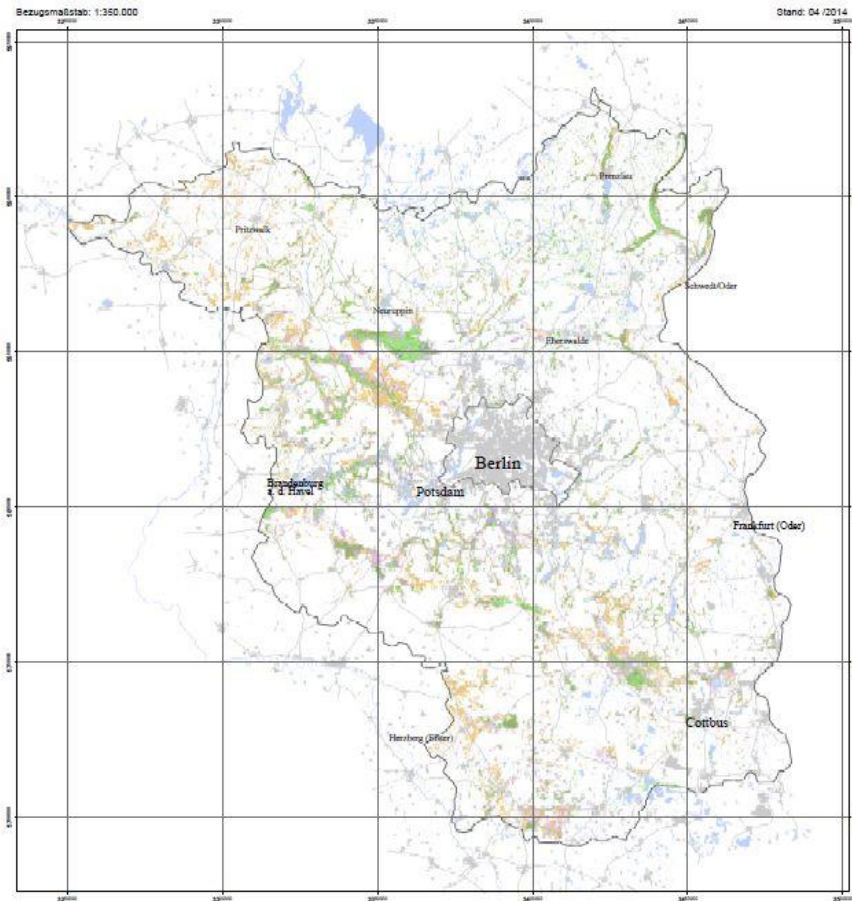 Bezugsmaßstab: 1:350.000
Stand: 04 /2014
Prenzlau
Pritzwalk
Schwedt/Oder
Neuruppin
Eberswalde
Berlin
Brandenburg
a. d. Havel
Potsdam
Frankfurt (Oder)
Cottbus
Herzberg (Elster)